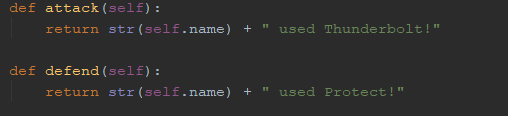 def attack(self):
    return str(self.name) + " used Thunderbolt!"
def defend(self):
    return str(self.name) + " used Protect!"